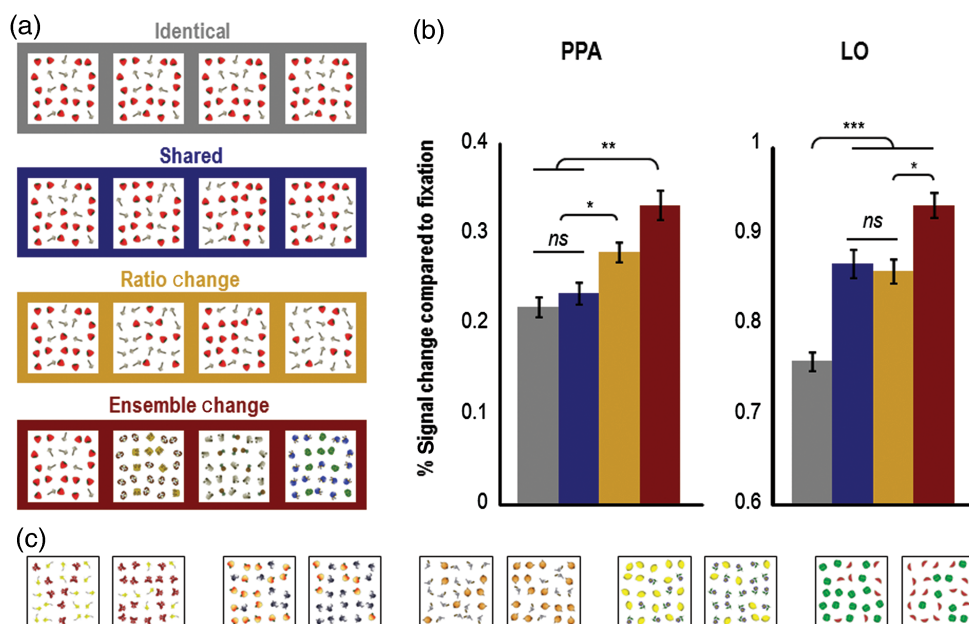 (a)
Identical
Shared
Ratio change
Ensemble change
(b)
PPA
LO
% Signal change compared to fixation
0.4
0.3
0.2
0.1
0
**
*
ns
1
0.9
0.8
0.7
0.6
***
*
ns
(c)